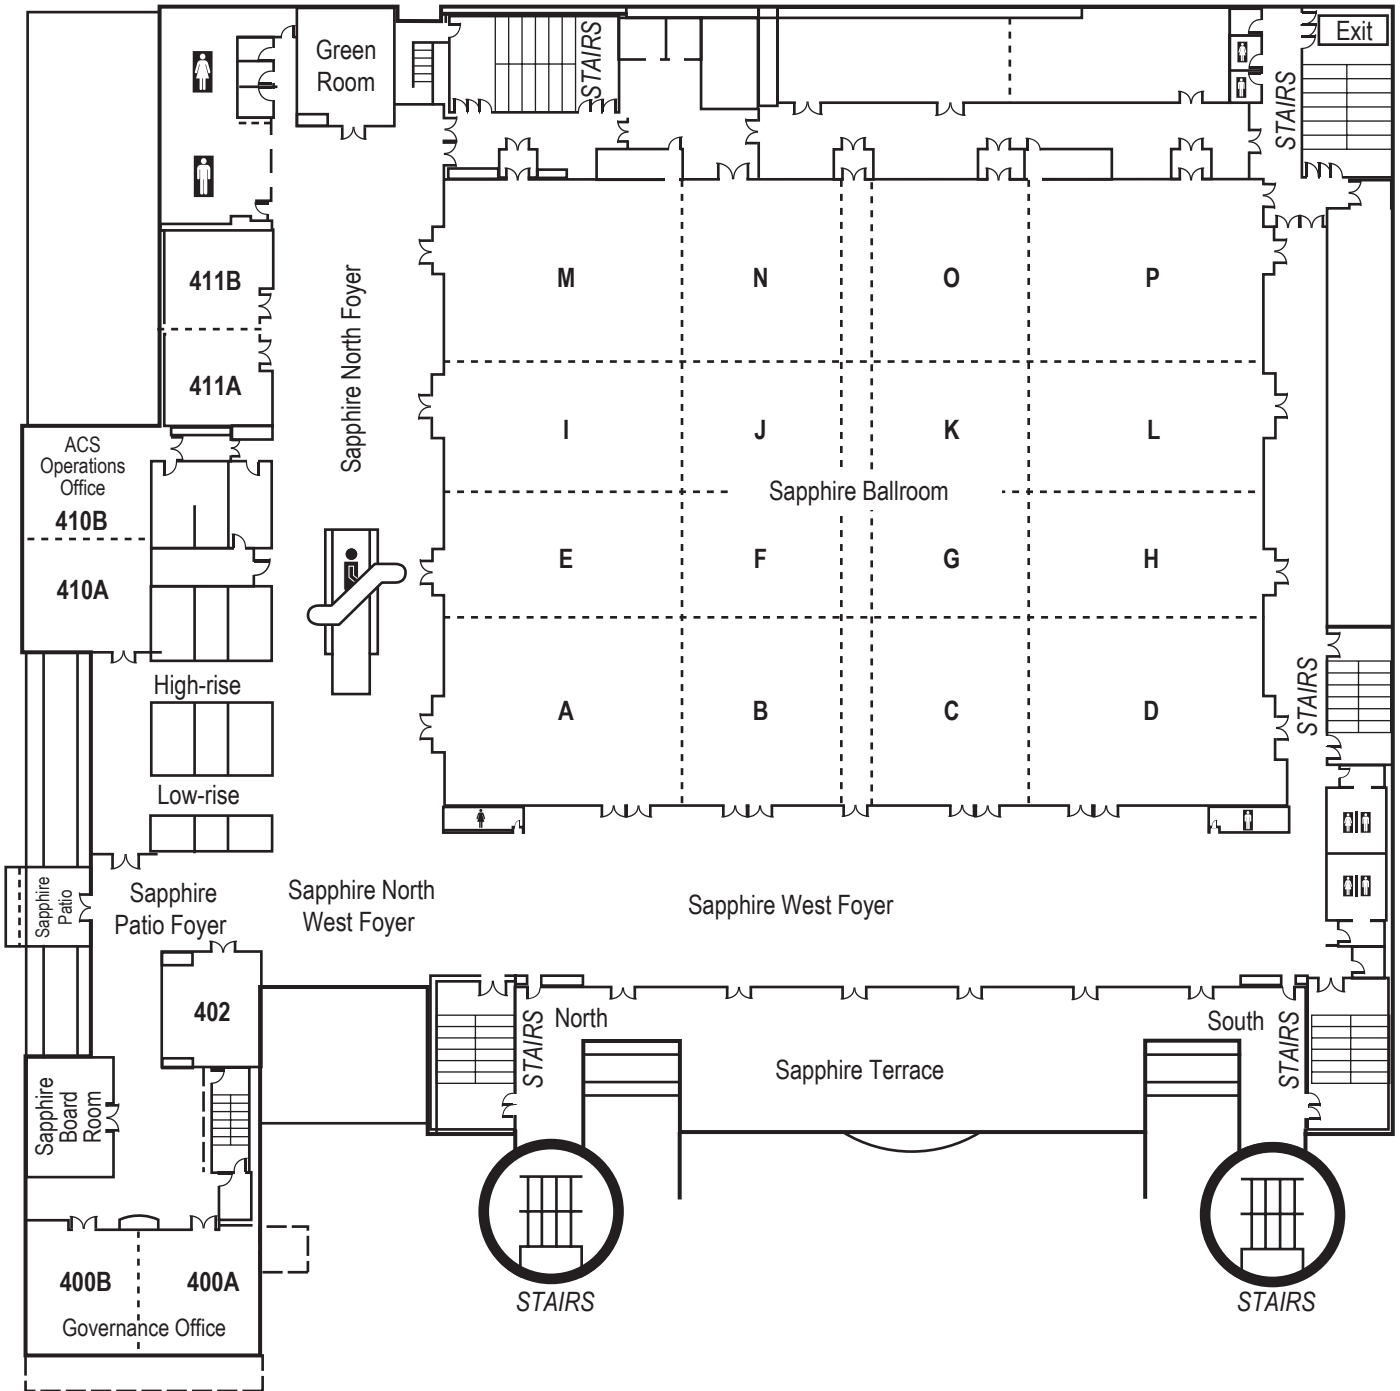 Green
Room
STAIRS
Exit
STAIRS
411B
411A
Sapphire North Foyer
M
N
O
P
I
J
K
L
Sapphire Ballroom
E
F
G
H
A
B
C
D
ACS
Operations
Office
410B
410A
High-rise
Low-rise
STAIRS
Sapphire
Patio
Sapphire
Patio Foyer
Sapphire North
West Foyer
Sapphire West Foyer
402
STAIRS
North
South
STAIRS
Sapphire Terrace
Sapphire
Board
Room
400B
400A
Governance Office
STAIRS
STAIRS